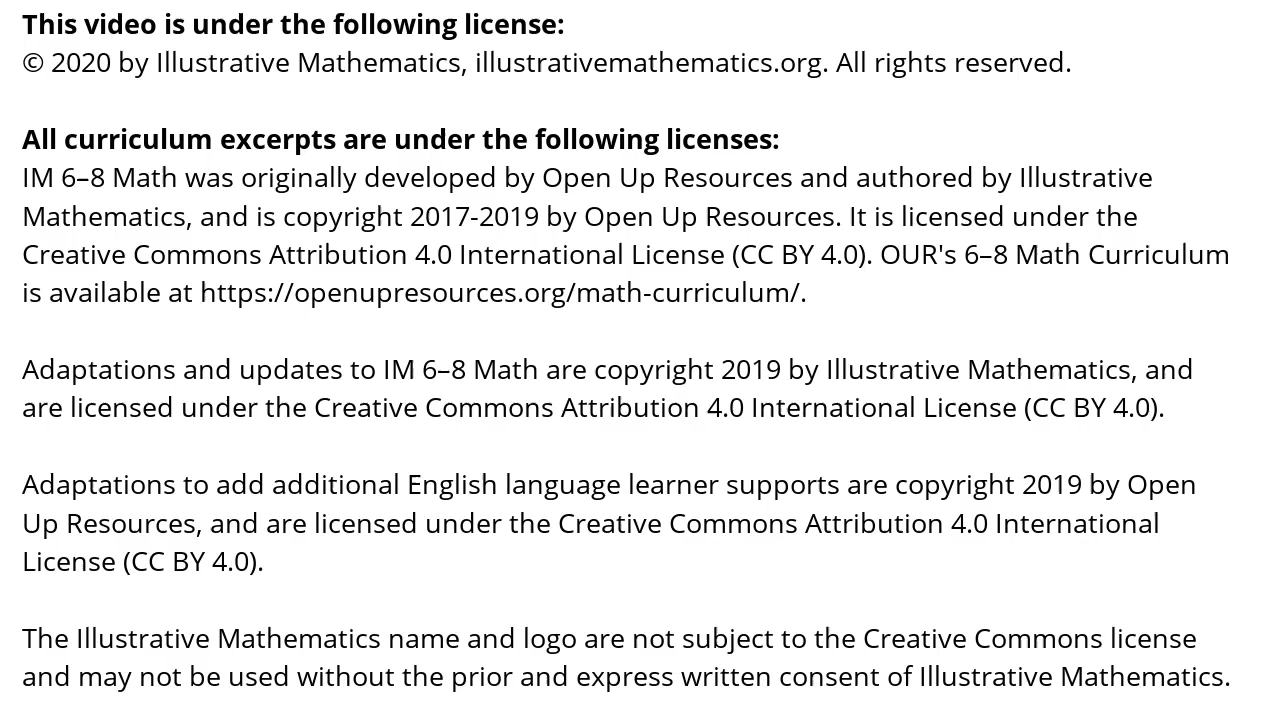 This video is under the following license:
© 2020 by Illustrative Mathematics, illustrativemathematics.org. All rights reserved.
All curriculum excerpts are under the following licenses:
IM 6–8 Math was originally developed by Open Up Resources and authored by Illustrative
Mathematics, and is copyright 2017-2019 by Open Up Resources. It is licensed under the
Creative Commons Attribution 4.0 International License (CC BY 4.0). OUR's 6–8 Math Curriculum
is available at https://openupresources.org/math-curriculum/.
Adaptations and updates to IM 6–8 Math are copyright 2019 by Illustrative Mathematics, and
are licensed under the Creative Commons Attribution 4.0 International License (CC BY 4.0).
Adaptations to add additional English language learner supports are copyright 2019 by Open
Up Resources, and are licensed under the Creative Commons Attribution 4.0 International
License (CC BY 4.0).
The Illustrative Mathematics name and logo are not subject to the Creative Commons license
and may not be used without the prior and express written consent of Illustrative Mathematics.